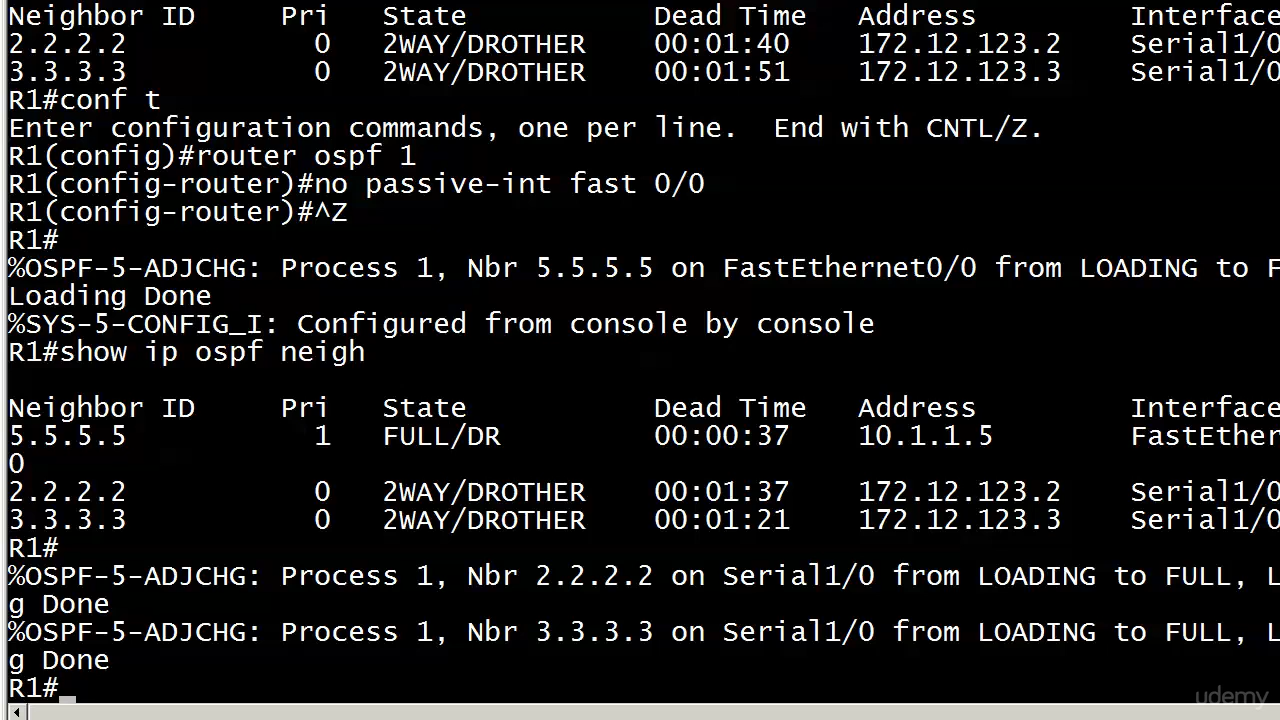 Neighbor ID     Pri   State           Dead Time   Address         Interface
2.2.2.2           0   2WAY/DROTHER    00:01:40    172.12.123.2    Serial1/0
3.3.3.3           0   2WAY/DROTHER    00:01:51    172.12.123.3    Serial1/0
R1#conf t
Enter configuration commands, one per line.  End with CNTL/Z.
R1(config)#router ospf 1
R1(config-router)#no passive-int fast 0/0
R1(config-router)#^Z
R1#
%OSPF-5-ADJCHG: Process 1, Nbr 5.5.5.5 on FastEthernet0/0 from LOADING to F
Loading Done
%SYS-5-CONFIG_I: Configured from console by console
R1#show ip ospf neigh
Neighbor ID     Pri   State           Dead Time   Address         Interface
5.5.5.5           1   FULL/DR         00:00:37    10.1.1.5        FastEther
0
2.2.2.2           0   2WAY/DROTHER    00:01:37    172.12.123.2    Serial1/0
3.3.3.3           0   2WAY/DROTHER    00:01:21    172.12.123.3    Serial1/0
R1#
%OSPF-5-ADJCHG: Process 1, Nbr 2.2.2.2 on Serial1/0 from LOADING to FULL, L
g Done
%OSPF-5-ADJCHG: Process 1, Nbr 3.3.3.3 on Serial1/0 from LOADING to FULL, L
g Done
R1#
udemy